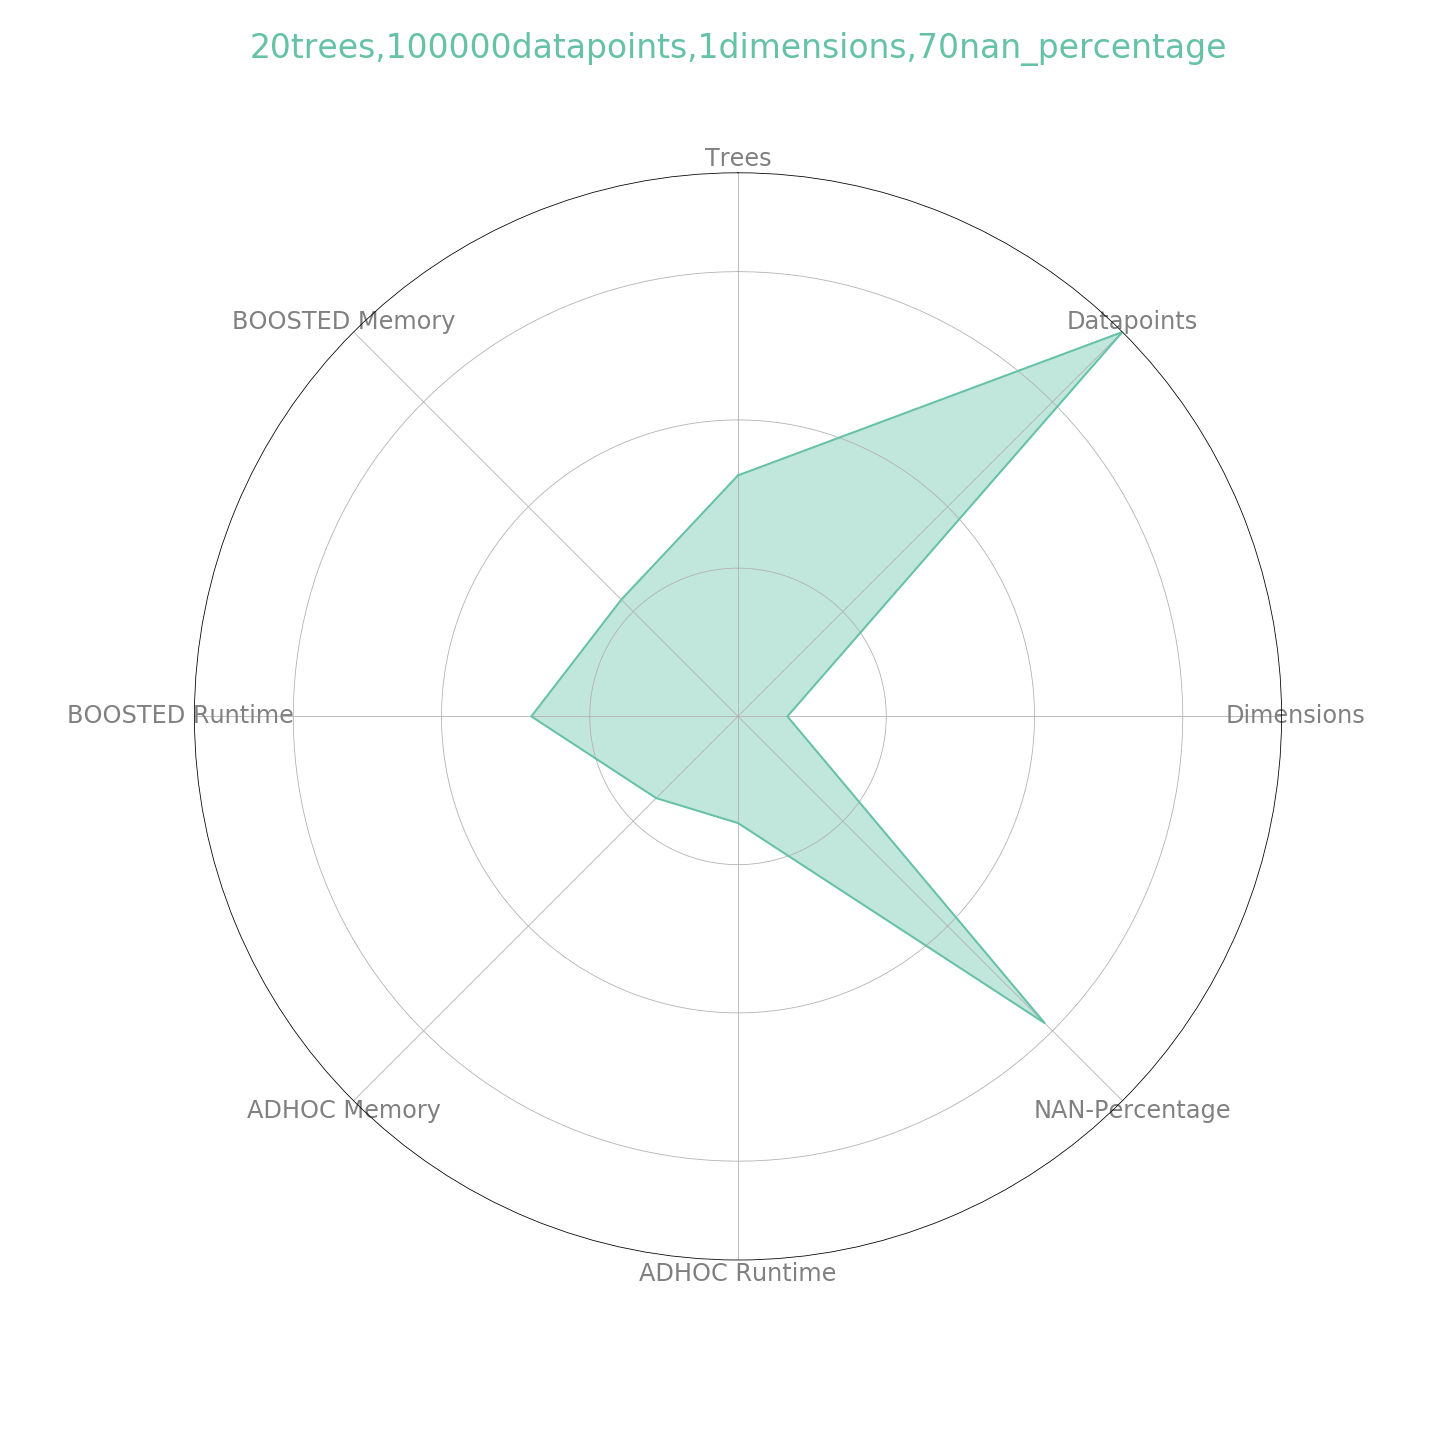 20trees,100000datapoints,1dimensions,70nan_percentage
Trees
BOOSTED Memory
Datapoints
BOOSTED Runtime
Dimensions
ADHOC Memory
NAN-Percentage
ADHOC Runtime